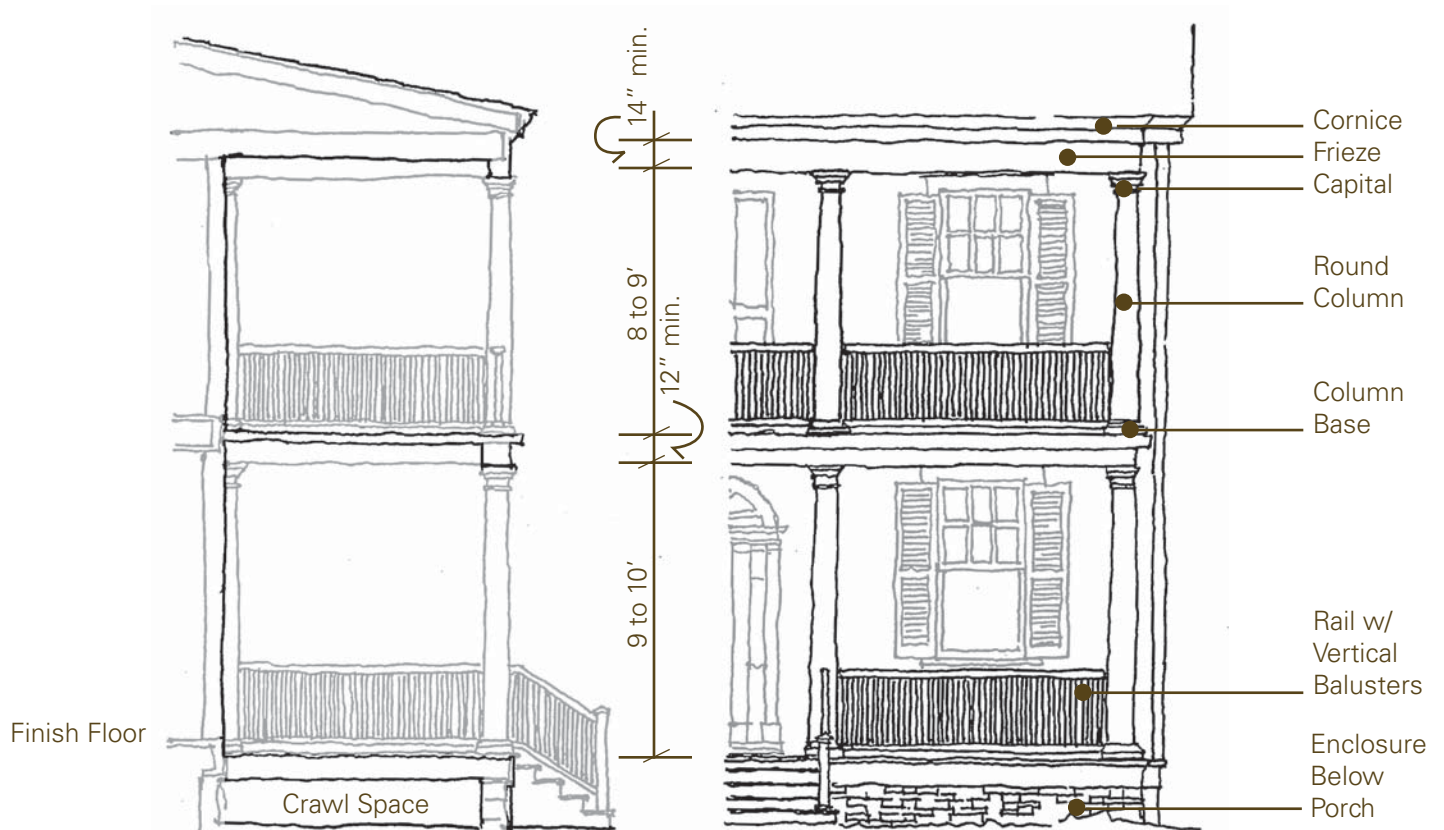 14” min.
8 to 9’
12” min.
9 to 10’
Finish Floor
Crawl Space
Cornice
Frieze
Capital
Round
Column
Column
Base
Rail w/
Vertical
Balusters
Enclosure
Below
Porch